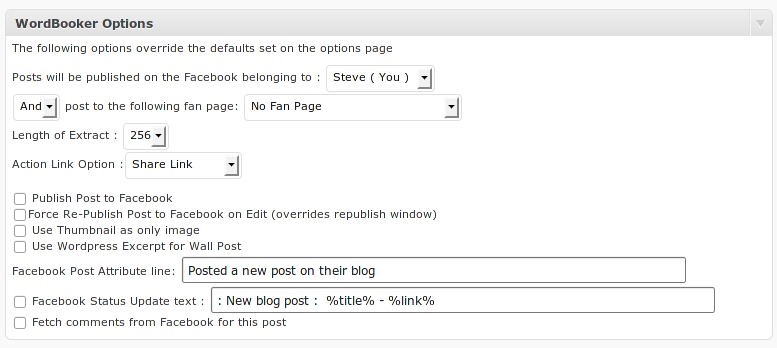 WordBooker Options
The following options override the defaults set on the options page
Posts will be published on the Facebook belonging to : Steve ( You )
And post to the following fan page: No Fan Page
Length of Extract : 256
Action Link Option : Share Link
Publish Post to Facebook
Force Re-Publish Post to Facebook on Edit (overrides republish window)
Use Thumbnail as only image
Use Wordpress Excerpt for Wall Post
Facebook Post Attribute line: Posted a new post on their blog
Facebook Status Update text : : New blog post : %title% - %link%
Fetch comments from Facebook for this post